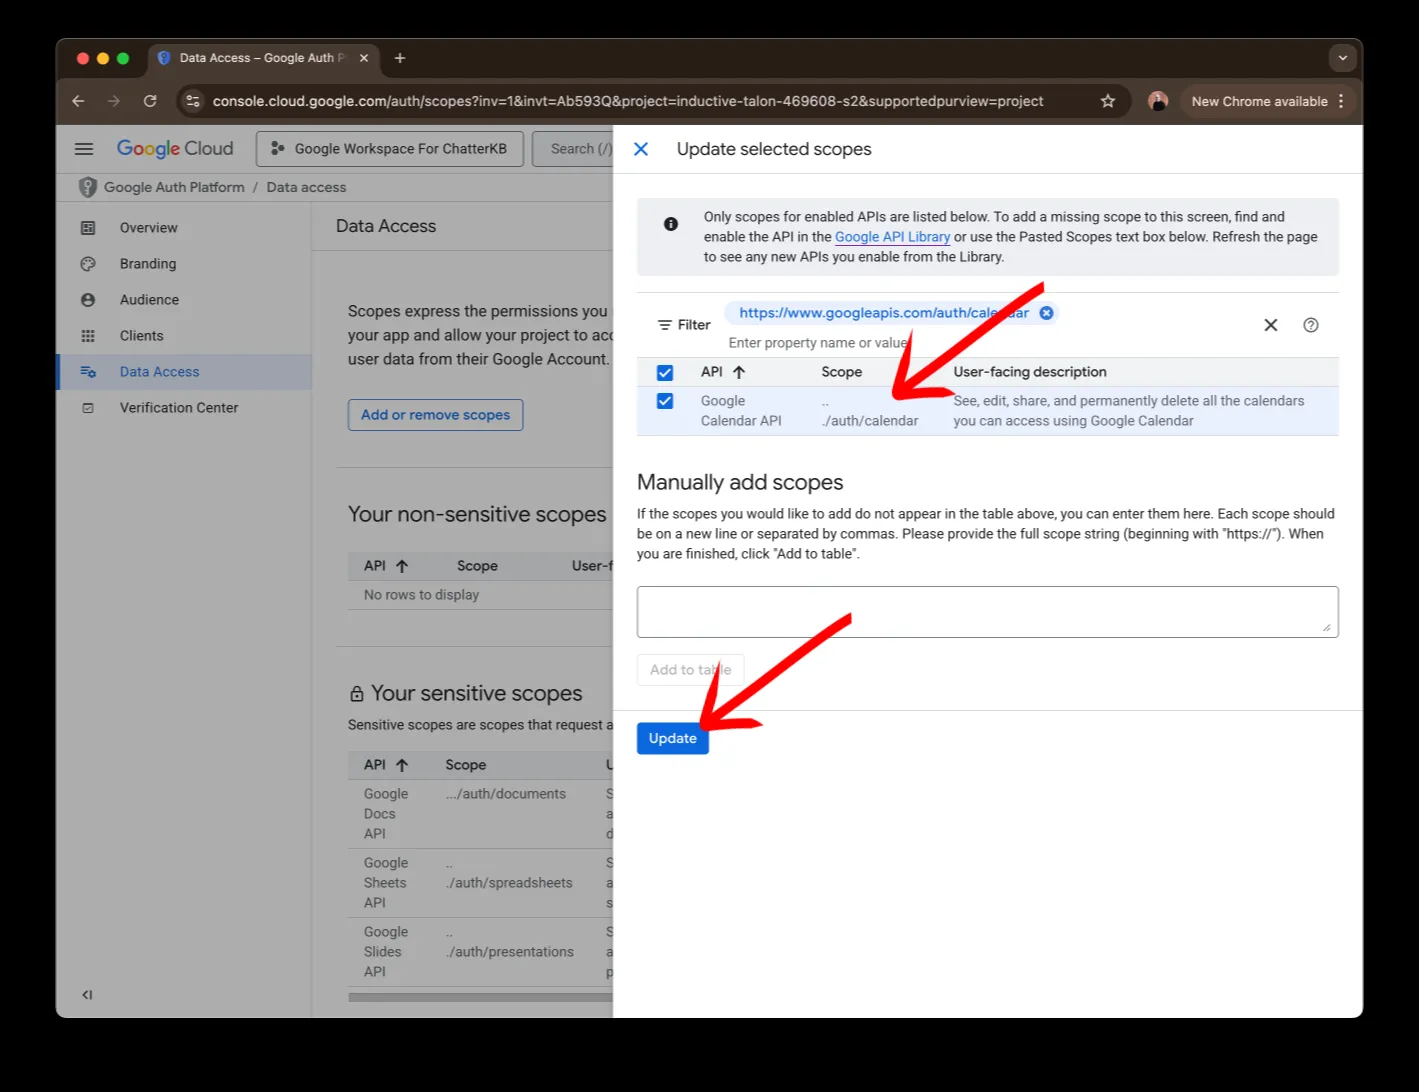 Data Access – Google Auth P
New Chrome available
console.cloud.google.com/auth/scopes?inv=1&invt=Ab593Q&project=inductive-talon-469608-s2&supportedpurview=project
Google Cloud
Google Workspace For ChatterKB
Search (/)
Google Auth Platform / Data access
Overview
Branding
Audience
Clients
Data Access
Verification Center
Data Access
Scopes express the permissions you
your app and allow your project to acc
user data from their Google Account.
Add or remove scopes
Your non-sensitive scopes
API Scope User-f
No rows to display
Your sensitive scopes
Sensitive scopes are scopes that request a
API Scope U
Google
Docs
API
.../auth/documents
S
a
d
Google
Sheets
API
..
./auth/spreadsheets
S
a
s
Google
Slides
API
..
./auth/presentations
S
a
p
Update selected scopes
Only scopes for enabled APIs are listed below. To add a missing scope to this screen, find and
enable the API in the Google API Library or use the Pasted Scopes text box below. Refresh the page
to see any new APIs you enable from the Library.
Filter
https://www.googleapis.com/auth/calendar
Enter property name or value
API Scope User-facing description
Google
Calendar API
..
./auth/calendar
See, edit, share, and permanently delete all the calendars
you can access using Google Calendar
Manually add scopes
If the scopes you would like to add do not appear in the table above, you can enter them here. Each scope should
be on a new line or separated by commas. Please provide the full scope string (beginning with "https://"). When
you are finished, click "Add to table".
Add to table
Update